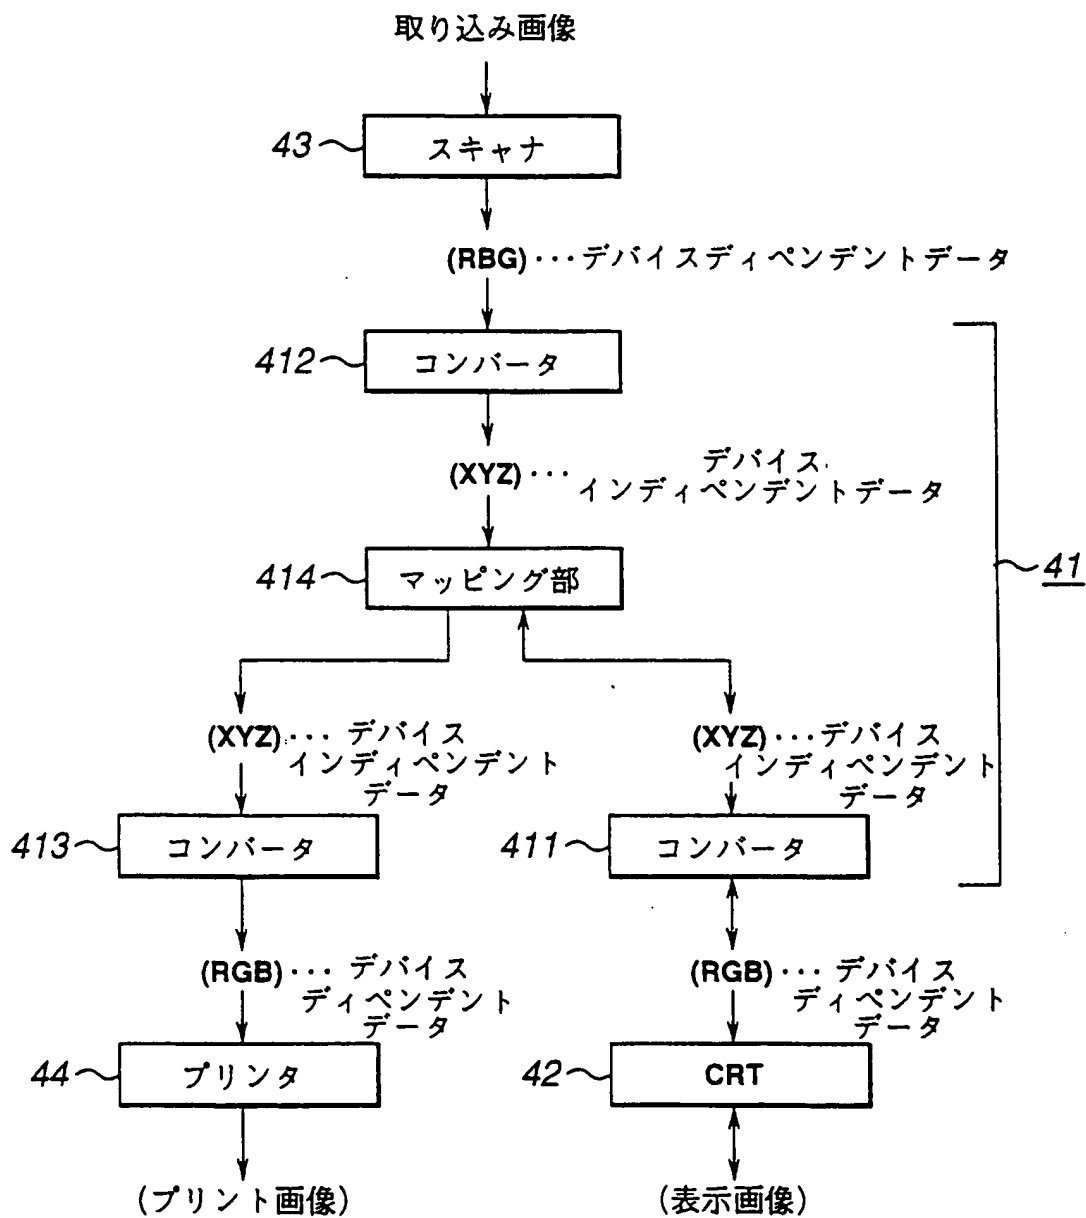 取り込み画像
43 スキャナ
(RBG)･･･デバイスディペンデントデータ
412 コンバータ
(XYZ)･･･デバイス
インディペンデントデータ
414 マッピング部
41
(XYZ)･･･デバイス
インディペンデント
データ
(XYZ)･･･デバイス
インディペンデント
データ
413 コンバータ
411 コンバータ
(RGB)･･･デバイス
ディペンデント
データ
(RGB)･･･デバイス
ディペンデント
データ
44 プリンタ
42 CRT
(プリント画像)
(表示画像)